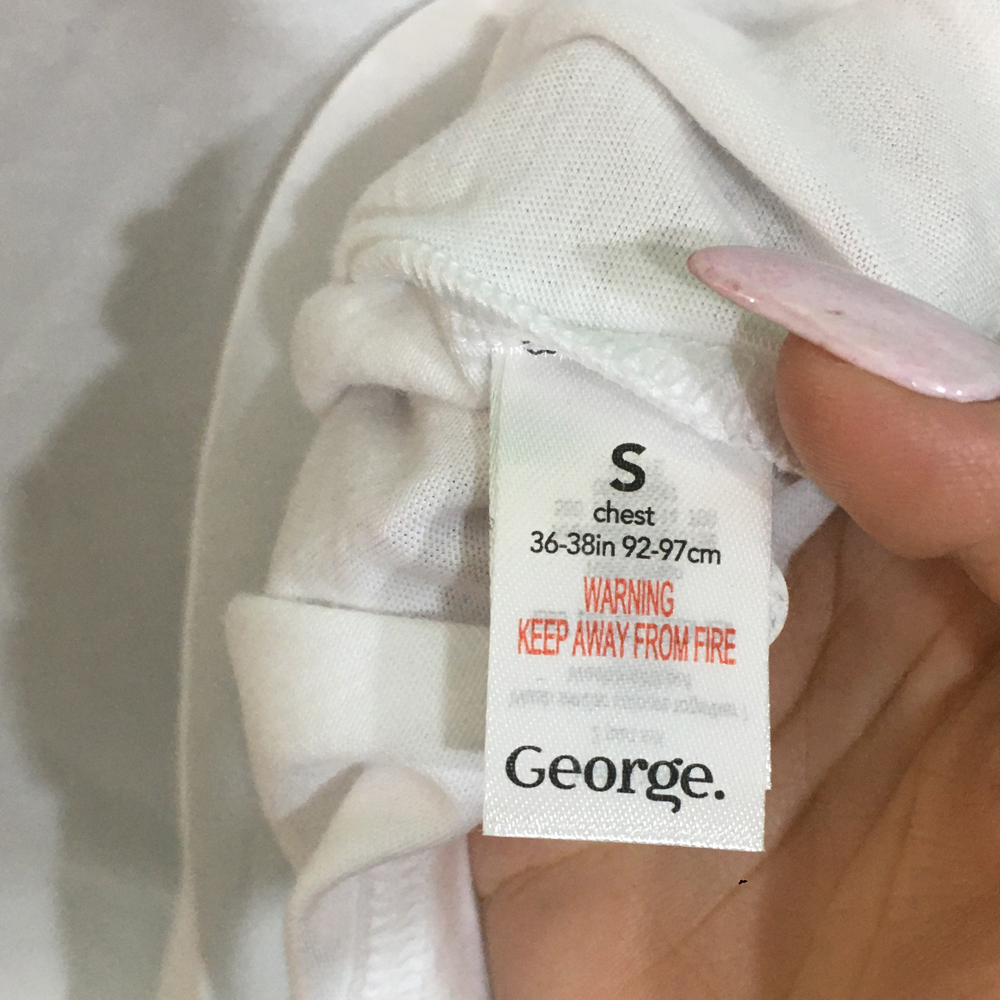 S
chest
36-38in 92-97cm
WARNING
KEEP AWAY FROM FIRE
George.